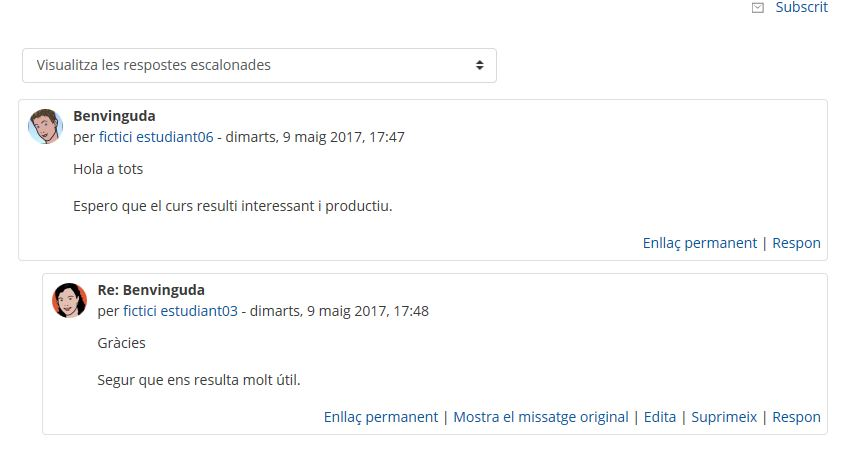 Subscrit
Visualitza les respostes escalonades
Benvinguda
per fictici estudiant06 - dimarts, 9 maig 2017, 17:47
Hola a tots
Espero que el curs resulti interessant i productiu.
Enllaç permanent | Respon
Re: Benvinguda
per fictici estudiant03 - dimarts, 9 maig 2017, 17:48
Gràcies
Segur que ens resulta molt útil.
Enllaç permanent | Mostra el missatge original | Edita | Suprimeix | Respon